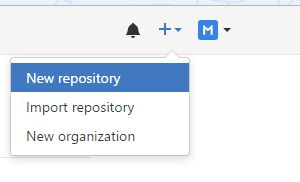 M
New repository
Import repository
New organization